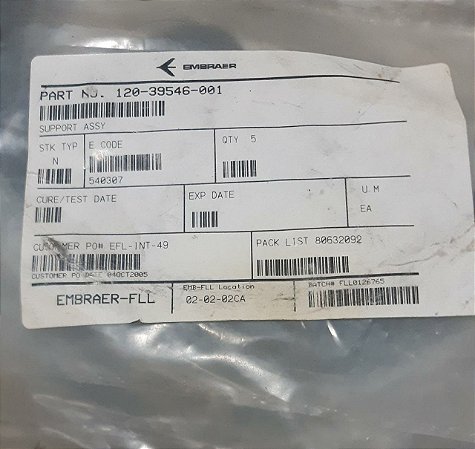 EMBRAER
PART NO. 120-39546-001
SUPPORT ASSY
STK TYP E CODE QTY 5
N
540307
CURE/TEST DATE EXP DATE U M
EA
CUSTOMER PO# EFL-INT-49 PACK LIST 80632092
CUSTOMER PO DATE 04OCT2005
EMBRAER-FLL EMB-FLL Location BATCH# FLL0126765
02-02-02CA